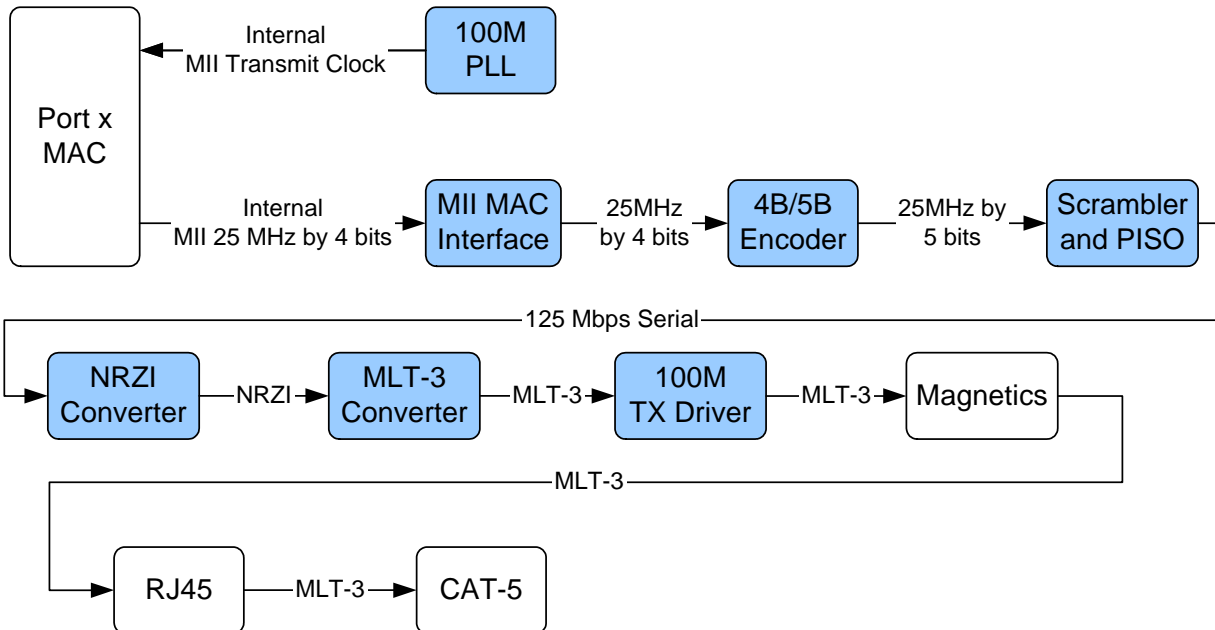 Internal
MII Transmit Clock
100M
PLL
Port x
MAC
Internal
MII 25 MHz by 4 bits
MII MAC
Interface
25MHz
by 4 bits
4B/5B
Encoder
25MHz by
5 bits
Scrambler
and PISO
125 Mbps Serial
NRZI
Converter
NRZI
MLT-3
Converter
MLT-3
100M
TX Driver
MLT-3
Magnetics
MLT-3
RJ45
MLT-3
CAT-5